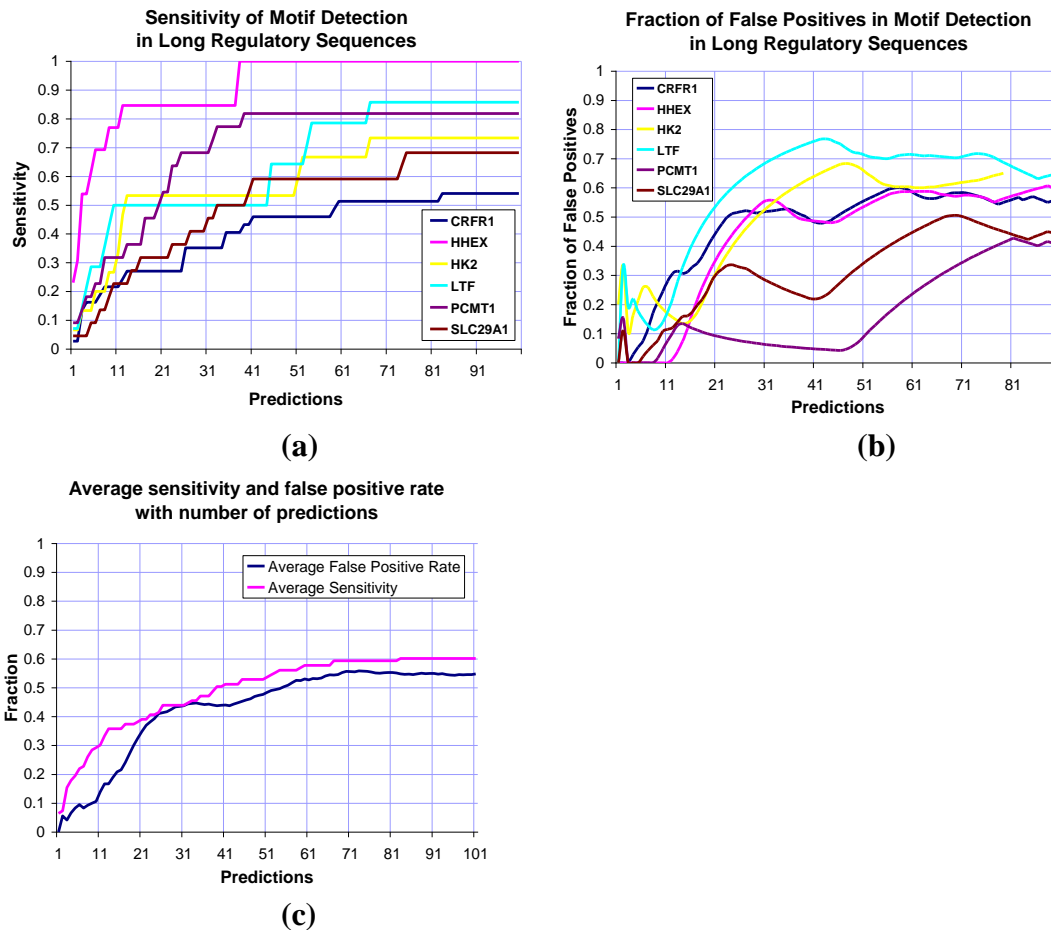 Sensitivity of Motif Detection
in Long Regulatory Sequences
1
0.9
0.8
0.7
0.6
0.5
0.4
0.3
0.2
0.1
0
Sensitivity
CRFR1
HHEX
HK2
LTF
PCMT1
SLC29A1
1 11 21 31 41 51 61 71 81 91
Predictions
(a)
Fraction of False Positives in Motif Detection
in Long Regulatory Sequences
1
0.9
0.8
0.7
0.6
0.5
0.4
0.3
0.2
0.1
0
Fraction of False Positives
CRFR1
HHEX
HK2
LTF
PCMT1
SLC29A1
1 11 21 31 41 51 61 71 81
Predictions
(b)
Average sensitivity and false positive rate
with number of predictions
1
0.9
0.8
0.7
0.6
0.5
0.4
0.3
0.2
0.1
0
Fraction
Average False Positive Rate
Average Sensitivity
1 11 21 31 41 51 61 71 81 91 101
Predictions
(c)